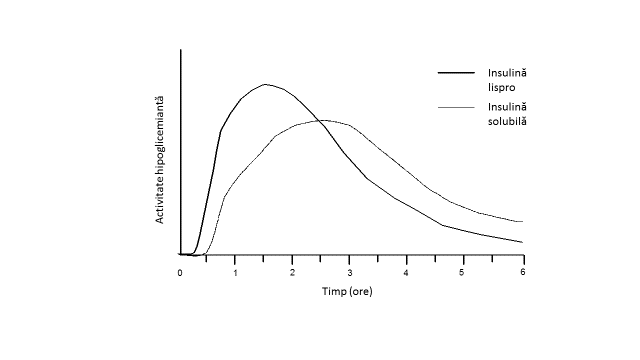 Insulină
lispro
Insulină
solubilă
Activitate hipoglicemiantă
0 1 2 3 4 5 6
Timp (ore)